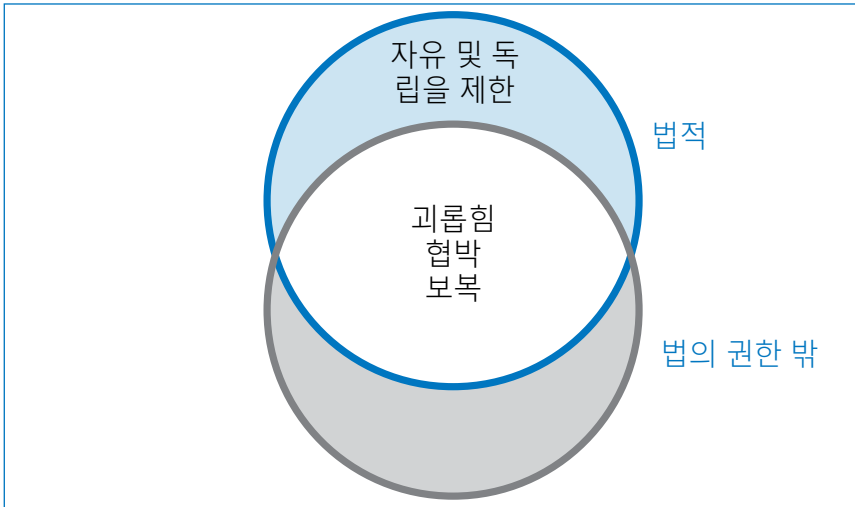 자유 및 독
립을 제한
법적
괴롭힘
협박
보복
법의 권한 밖